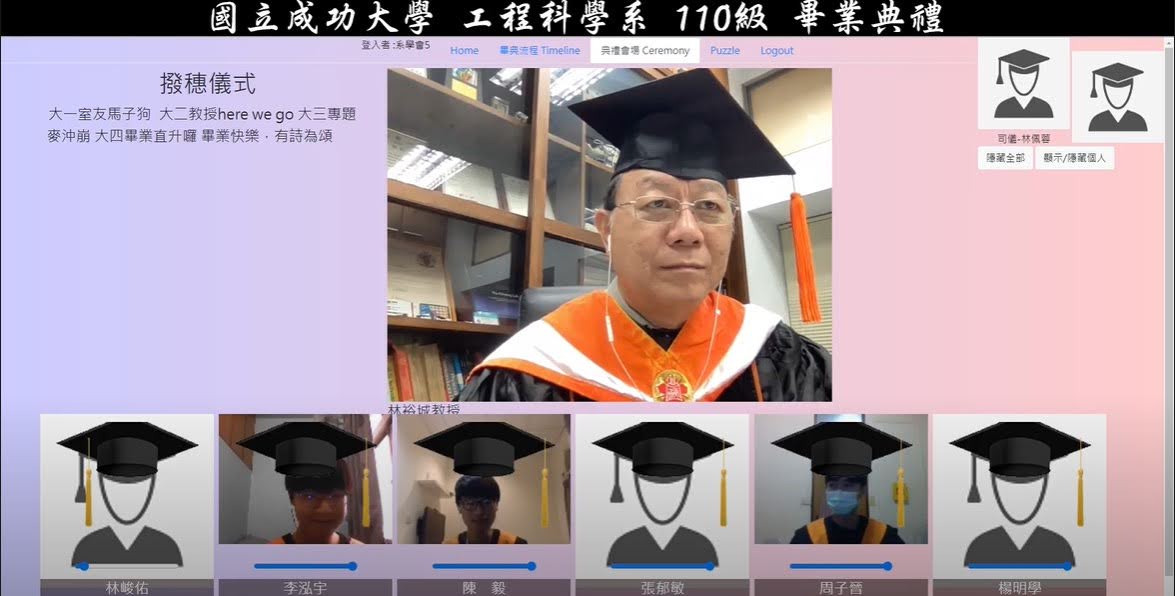 國立成功大學 工程科學系 110級 畢業典禮
登入者 :系學會5
Home 畢典流程 Timeline 典禮會場 Ceremony Puzzle Logout
撥穗儀式
大一室友馬子狗 大二教授here we go 大三專題
麥沖崩 大四畢業直升囉 畢業快樂，有詩為頌
司儀-林佩蓉
隱藏全部 顯示/隱藏個人
林裕城教授
林峻佑 李泓宇 陳 毅 張郁敏 周子晉 楊明學